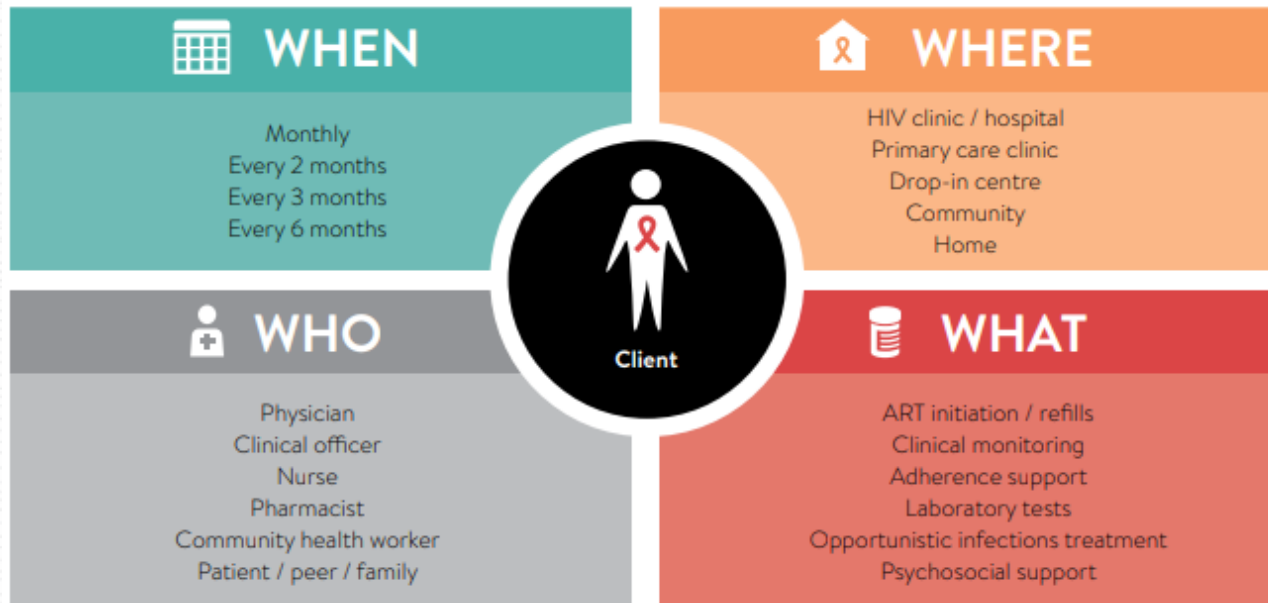 WHEN
Monthly
Every 2 months
Every 3 months
Every 6 months
WHERE
HIV clinic / hospital
Primary care clinic
Drop-in centre
Community
Home
Client
WHO
Physician
Clinical officer
Nurse
Pharmacist
Community health worker
Patient / peer / family
WHAT
ART initiation / refills
Clinical monitoring
Adherence support
Laboratory tests
Opportunistic infections treatment
Psychosocial support